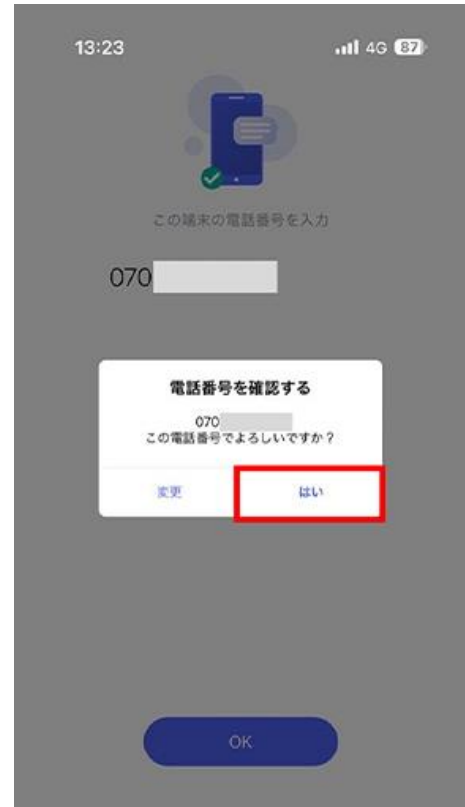 13:23
4G 87
この端末の電話番号を入力
070
電話番号を確認する
070
この電話番号でよろしいですか？
変更
はい
OK